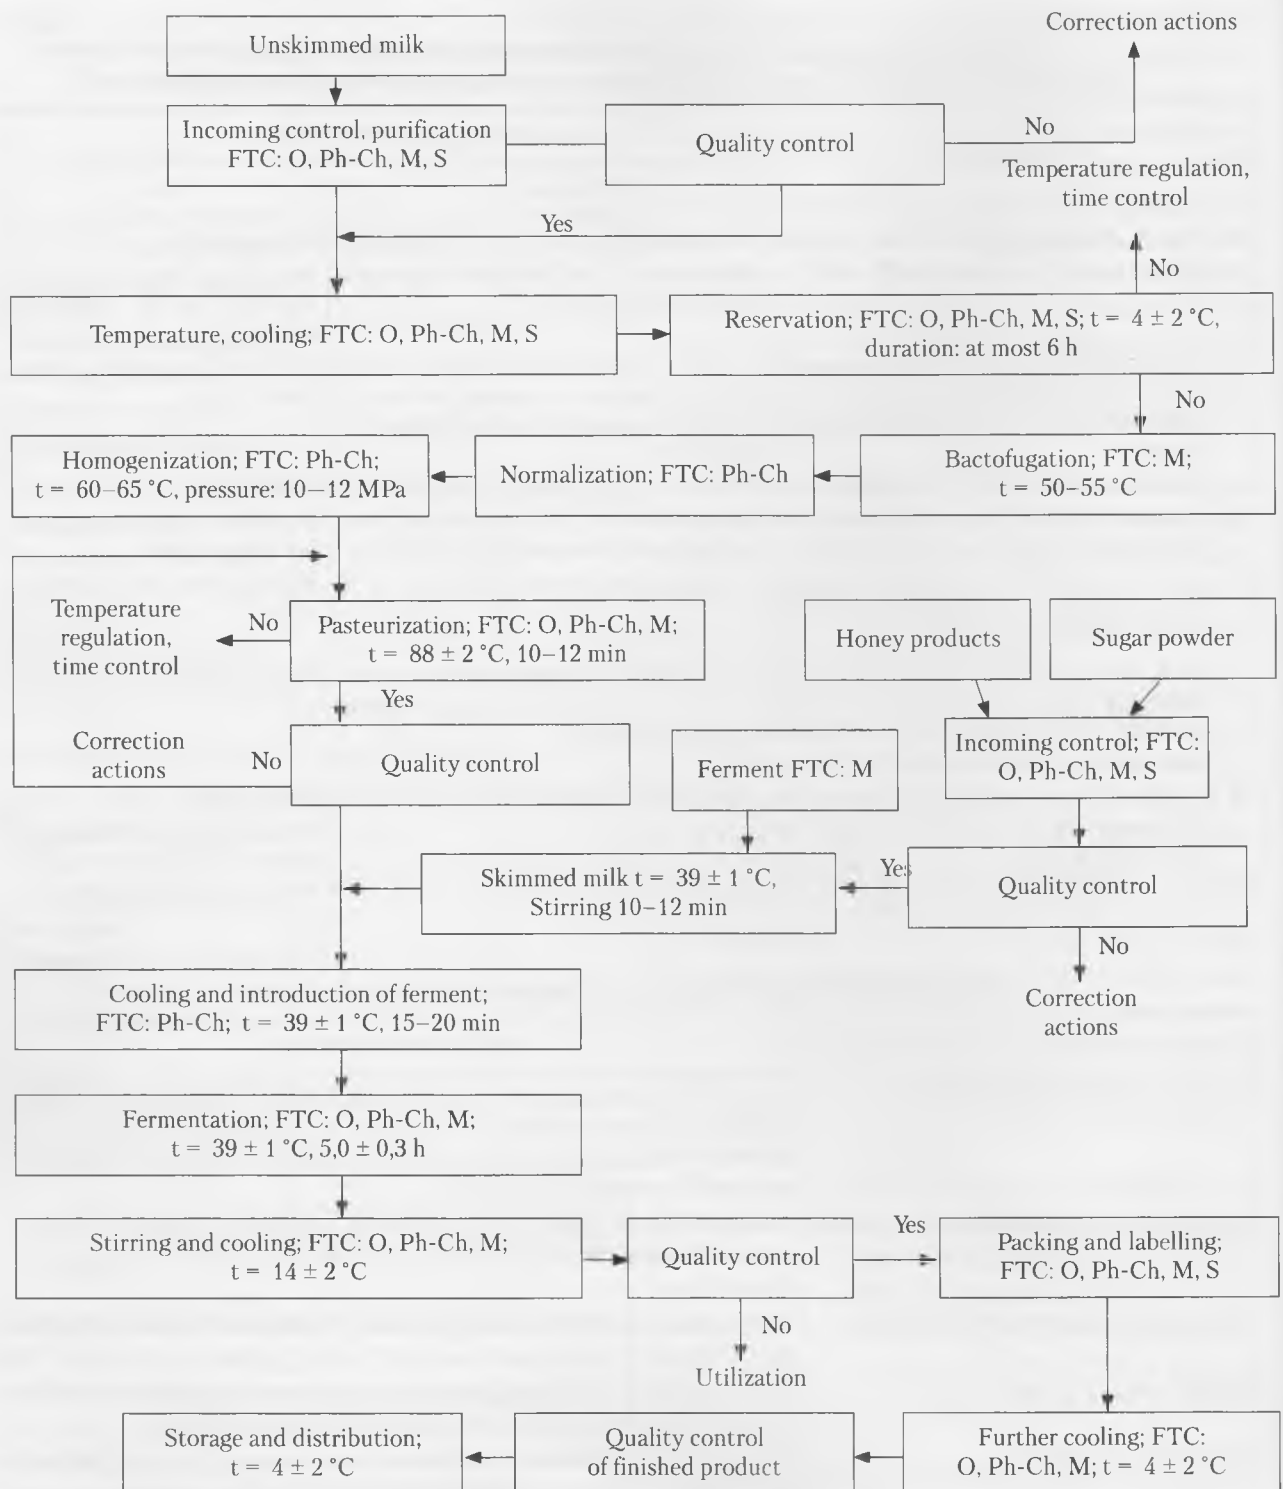 Correction actions
Unskimmed milk
Incoming control, purification
FTC: O, Ph-Ch, M, S
Quality control
No
Temperature regulation,
time control
Yes
No
Temperature, cooling; FTC: O, Ph-Ch, M, S
Reservation; FTC: O, Ph-Ch, M, S; t = 4 ± 2 °C,
duration: at most 6 h
No
Homogenization; FTC: Ph-Ch;
t = 60–65 °C, pressure: 10–12 MPa
Normalization; FTC: Ph-Ch
Bactofugation; FTC: M;
t = 50–55 °C
Temperature
regulation,
time control
No
Pasteurization; FTC: O, Ph-Ch, M;
t = 88 ± 2 °C, 10–12 min
Honey products
Sugar powder
Yes
Correction
actions
No
Quality control
Ferment FTC: M
Incoming control; FTC:
O, Ph-Ch, M, S
Skimmed milk t = 39 ± 1 °C,
Stirring 10–12 min
Yes
Quality control
No
Correction
actions
Cooling and introduction of ferment;
FTC: Ph-Ch; t = 39 ± 1 °C, 15–20 min
Fermentation; FTC: O, Ph-Ch, M;
t = 39 ± 1 °C, 5,0 ± 0,3 h
Stirring and cooling; FTC: O, Ph-Ch, M;
t = 14 ± 2 °C
Quality control
Yes
Packing and labelling;
FTC: O, Ph-Ch, M, S
No
Utilization
Storage and distribution;
t = 4 ± 2 °C
Quality control
of finished product
Further cooling; FTC:
O, Ph-Ch, M; t = 4 ± 2 °C